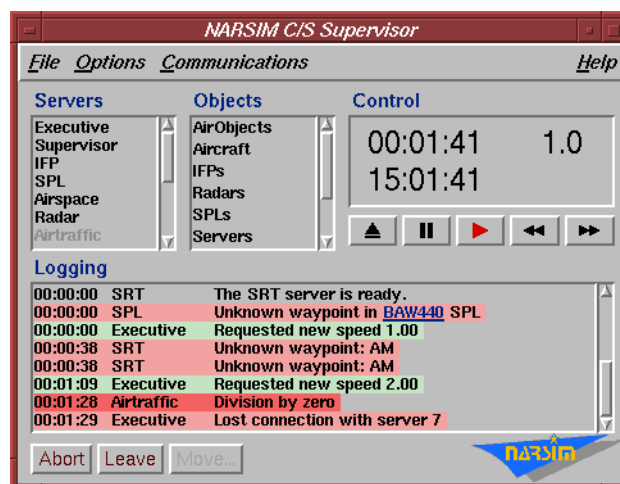 NARSIM C/S Supervisor
File Options Communications Help
Servers
Executive
Supervisor
IFP
SPL
Airspace
Radar
Airtraffic
Objects
AirObjects
Aircraft
IFPs
Radars
SPLs
Servers
Control
00:01:41 1.0
15:01:41
Logging
00:00:00 SRT The SRT server is ready.
00:00:00 SPL Unknown waypoint in BAW440 SPL
00:00:00 Executive Requested new speed 1.00
00:00:38 SRT Unknown waypoint: AM
00:00:38 SRT Unknown waypoint: AM
00:01:09 Executive Requested new speed 2.00
00:01:28 Airtraffic Division by zero
00:01:29 Executive Lost connection with server 7
Abort Leave Move...
NARSIM